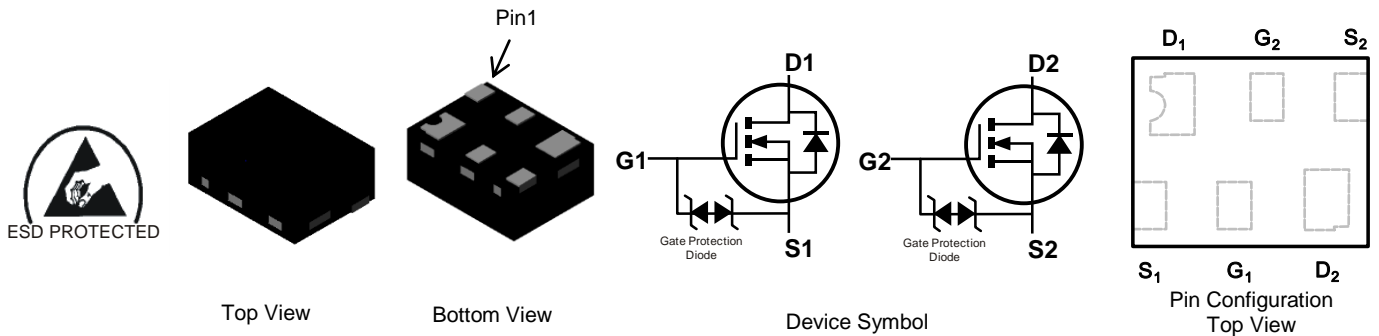 Pin1
ESD PROTECTED
Top View
Bottom View
D1
G1
Gate Protection
Diode
S1
D2
G2
Gate Protection
Diode
S2
Device Symbol
D1 G2 S2
S1 G1 D2
Pin Configuration
Top View